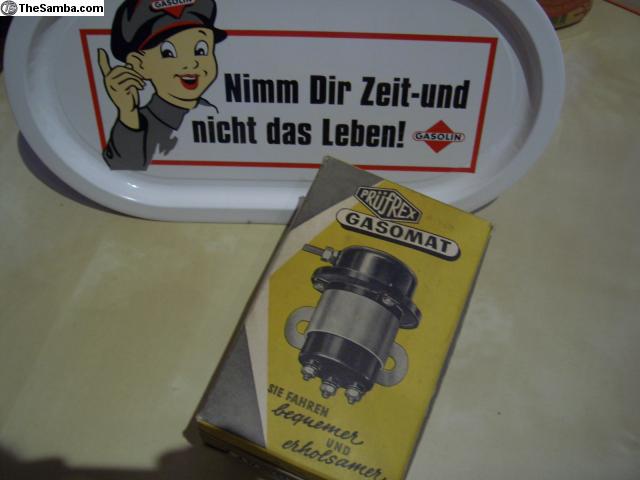 TheSamba.com
GASOLIN
Nimm Dir Zeit-und
nicht das Leben!
GASOLIN
PRÜFREX
GASOMAT
SIE FAHREN
bequemer
UND
erholsamer